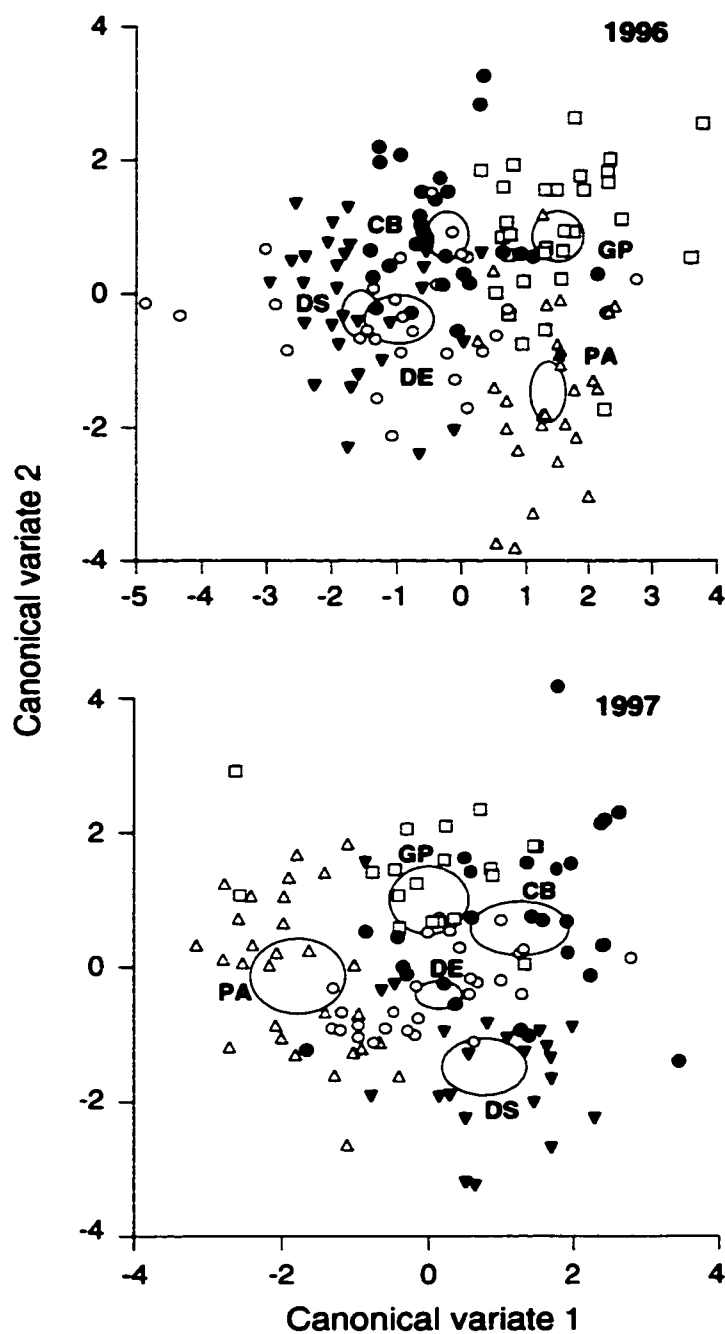 4
1996
2
CB
GP
0
DS
PA
DE
-2
-4
-5 -4 -3 -2 -1 0 1 2 3 4
Canonical variate 2
4
1997
2
GP
CB
0
DE
PA
-2
DS
-4
-4 -2 0 2 4
Canonical variate 1